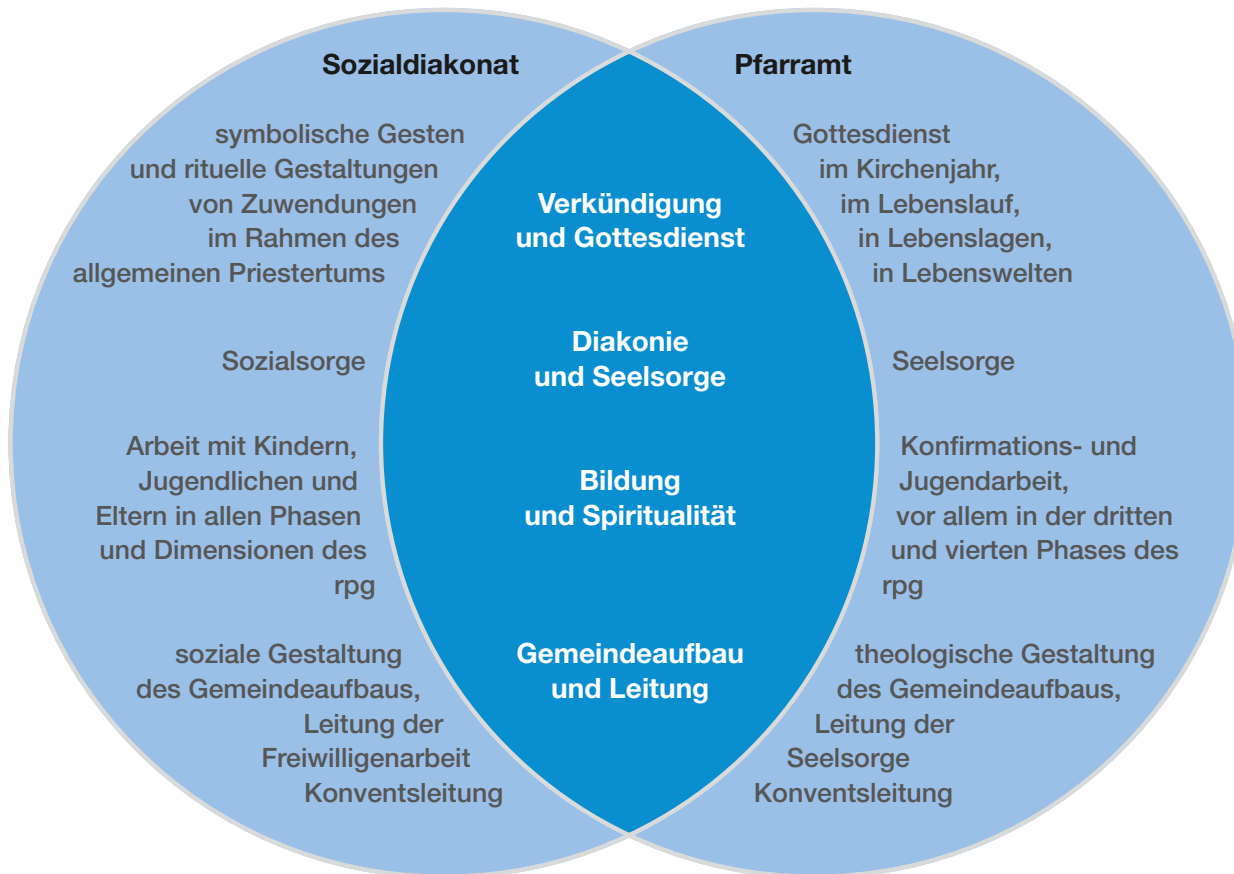 Sozialdiakonat
symbolische Gesten
und rituelle Gestaltungen
von Zuwendungen
im Rahmen des
allgemeinen Priestertums
Sozialsorge
Arbeit mit Kindern,
Jugendlichen und
Eltern in allen Phasen
und Dimensionen des
rpg
soziale Gestaltung
des Gemeindeaufbaus,
Leitung der
Freiwilligenarbeit
Konventsleitung
Verkündigung
und Gottesdienst
Diakonie
und Seelsorge
Bildung
und Spiritualität
Gemeindeaufbau
und Leitung
Pfarramt
Gottesdienst
im Kirchenjahr,
im Lebenslauf,
in Lebenslagen,
in Lebenswelten
Seelsorge
Konfirmations- und
Jugendarbeit,
vor allem in der dritten
und vierten Phases des
rpg
theologische Gestaltung
des Gemeindeaufbaus,
Leitung der
Seelsorge
Konventsleitung